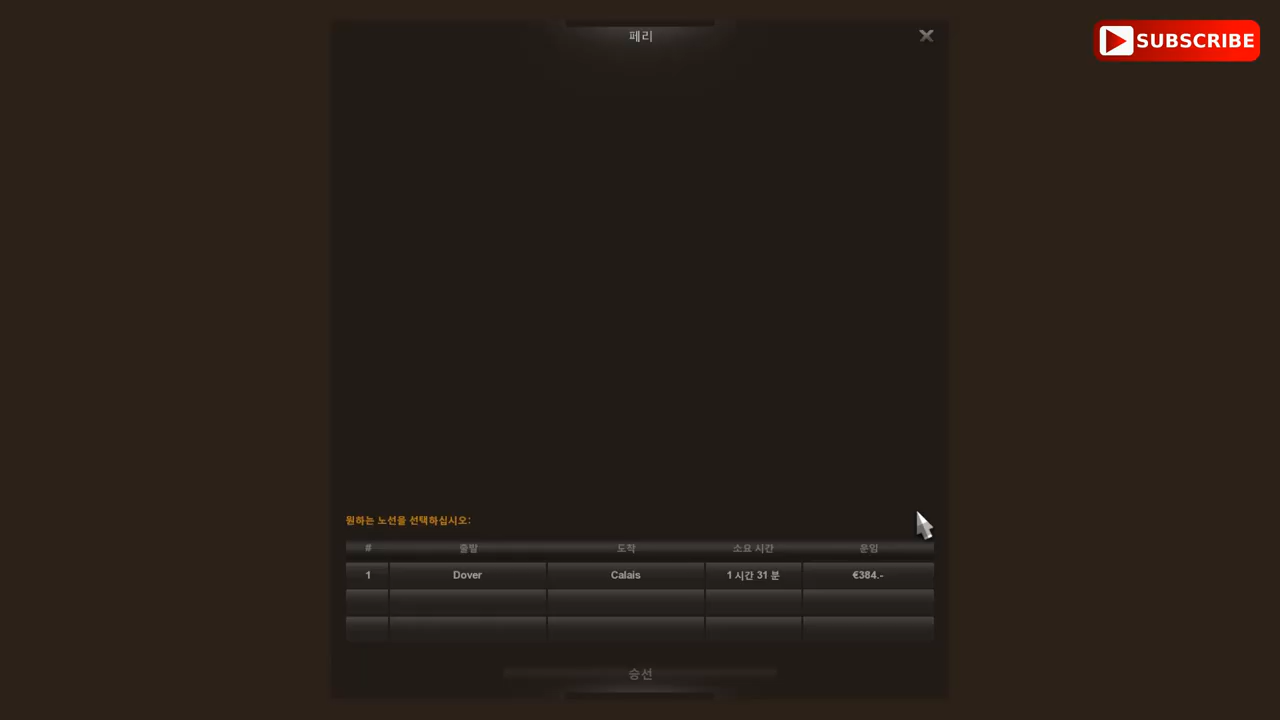 페리
SUBSCRIBE
원하는 노선을 선택하십시오:
# 출발 도착 소요 시간 운임
1 Dover Calais 1 시간 31 분 €384.-
승선